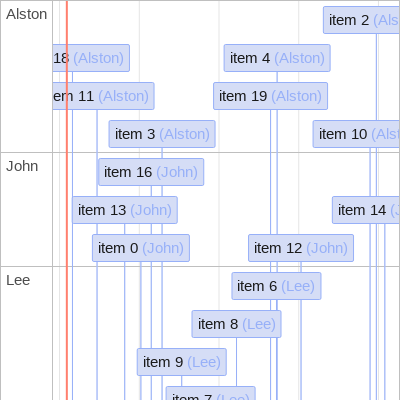 Alston
item 2 (Als
18 (Alston)
item 4 (Alston)
em 11 (Alston)
item 19 (Alston)
item 3 (Alston)
item 10 (Alst
John
item 16 (John)
item 13 (John)
item 14 (J
item 0 (John)
item 12 (John)
Lee
item 6 (Lee)
item 8 (Lee)
item 9 (Lee)
item 7 (Lee)